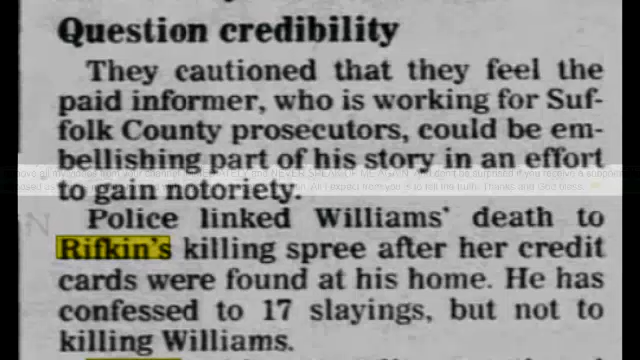 Question credibility
They cautioned that they feel the
paid informer, who is working for Suf-
folk County prosecutors, could be em-
bellishing part of his story in an effort
to gain notoriety.
Police linked Williams' death to
Rifkin's killing spree after her credit
cards were found at his home. He has
confessed to 17 slayings, but not to
killing Williams.